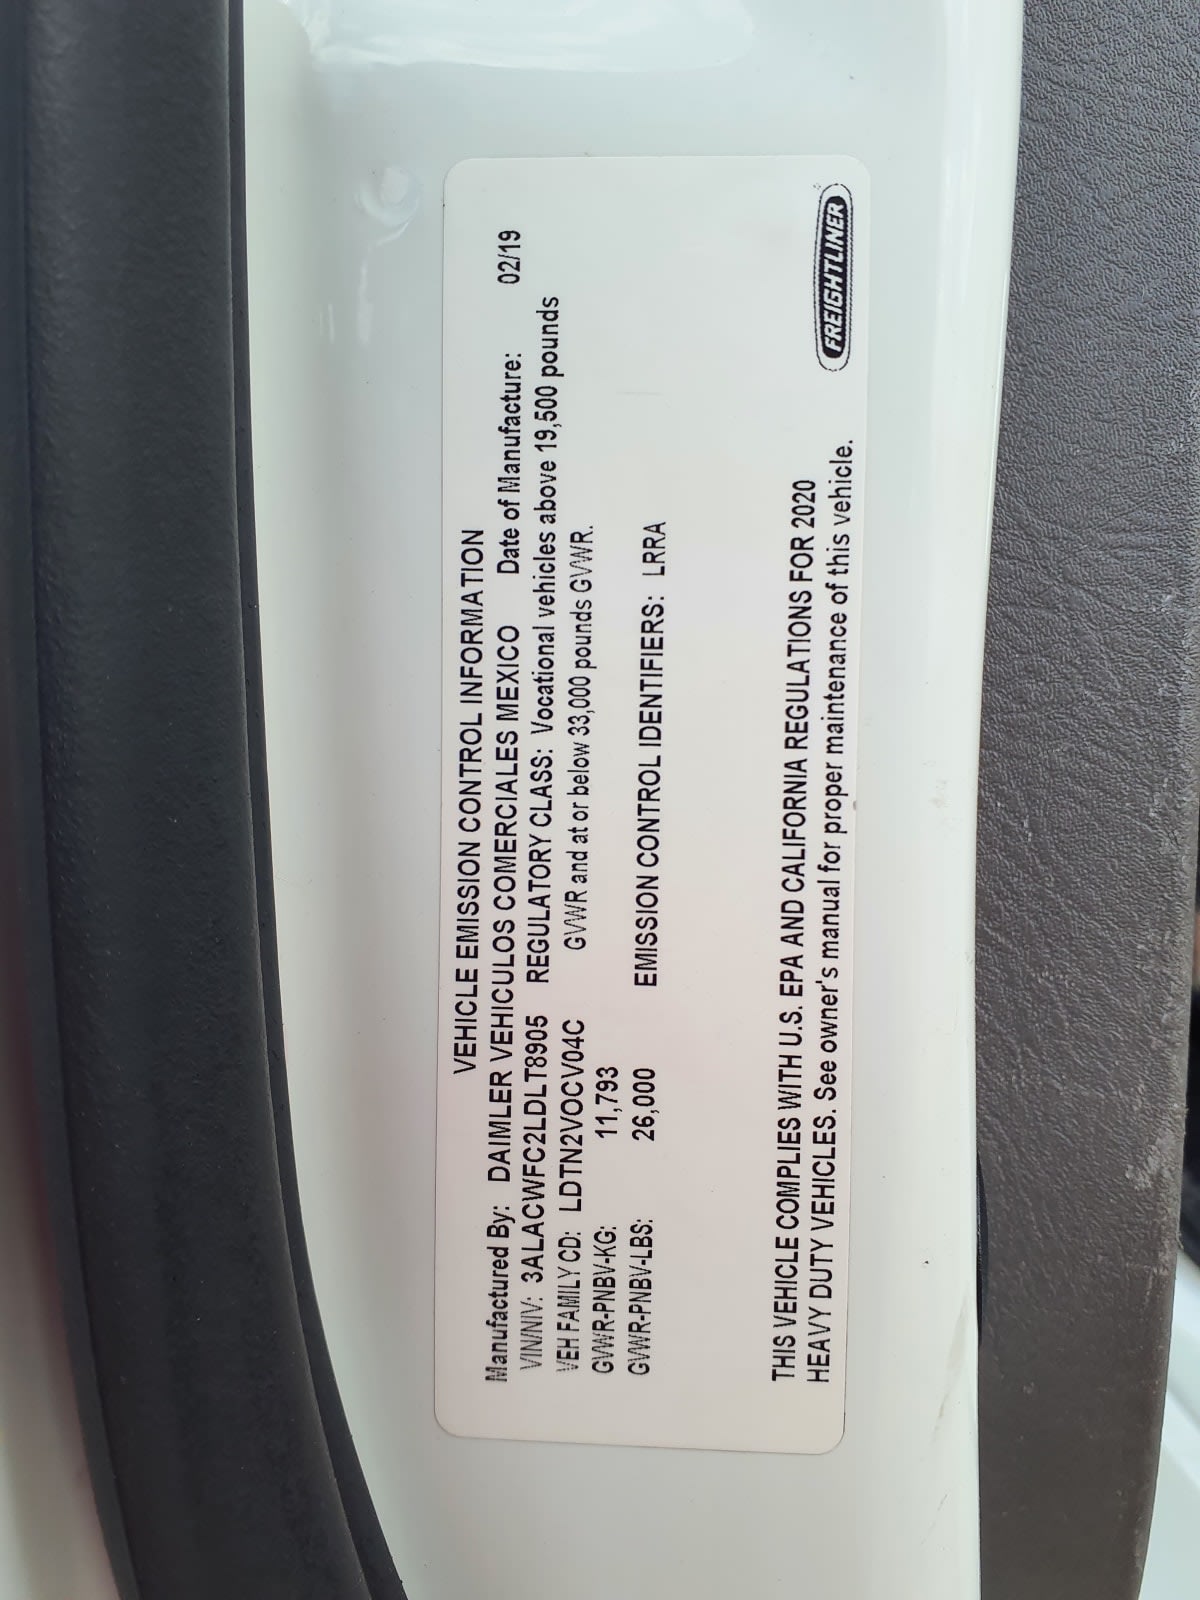 VEHICLE EMISSION CONTROL INFORMATION
Manufactured By: DAIMLER VEHICULOS COMERCIALES MEXICO Date of Manufacture: 02/19
VIN/NIV: 3ALACWFC2LDLT8905 REGULATORY CLASS: Vocational vehicles above 19,500 pounds
VEH FAMILY CD: LDTN2VOCV04C GVWR and at or below 33,000 pounds GVWR.
GVWR-PNBV-KG: 11,793
GVWR-PNBV-LBS: 26,000 EMISSION CONTROL IDENTIFIERS: LRRA
THIS VEHICLE COMPLIES WITH U.S. EPA AND CALIFORNIA REGULATIONS FOR 2020
HEAVY DUTY VEHICLES. See owner's manual for proper maintenance of this vehicle.
FREIGHTLINER